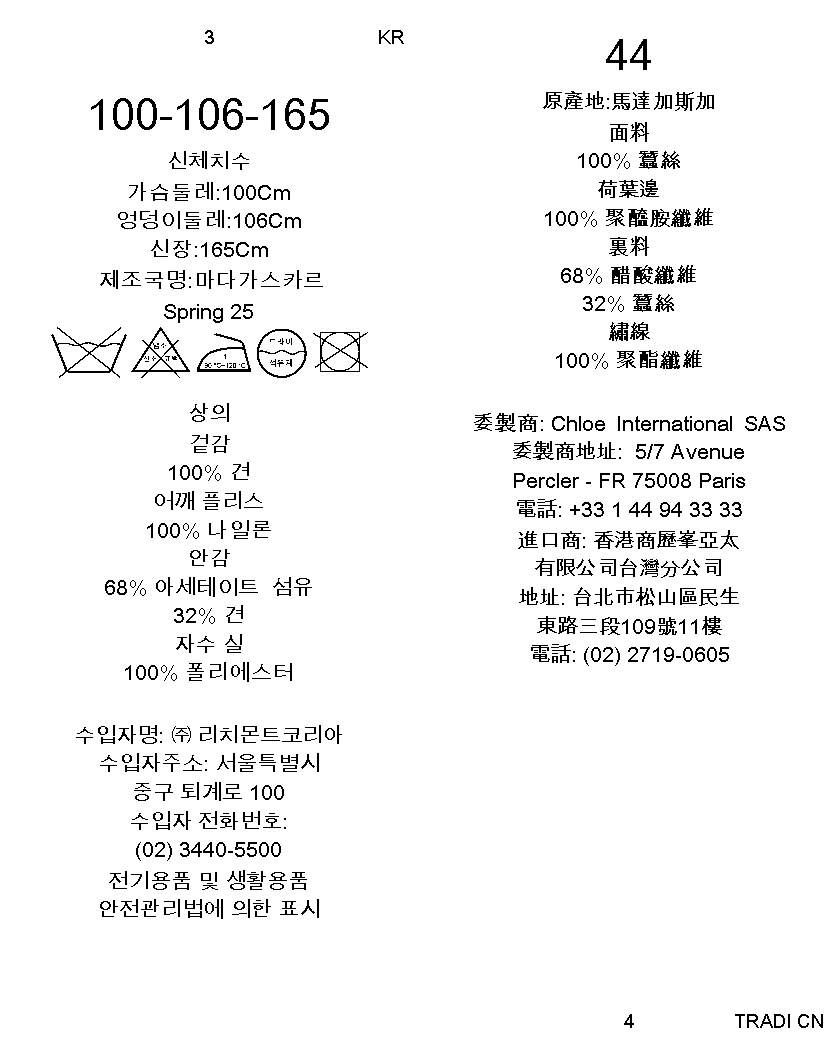 3 KR
100-106-165
신체치수
가슴둘레:100Cm
엉덩이둘레:106Cm
신장:165Cm
제조국명:마다가스카르
Spring 25
염소
산소 표백
1
90 °C~120 °C
드라이
석유계
상의
겉감
100% 견
어깨 플리스
100% 나일론
안감
68% 아세테이트 섬유
32% 견
자수 실
100% 폴리에스터
수입자명: ㈜ 리치몬트코리아
수입자주소: 서울특별시
중구 퇴계로 100
수입자 전화번호:
(02) 3440-5500
전기용품 및 생활용품
안전관리법에 의한 표시
44
原產地:馬達加斯加
面料
100% 蠶絲
荷葉邊
100% 聚醯胺纖維
裏料
68% 醋酸纖維
32% 蠶絲
繡線
100% 聚酯纖維
委製商: Chloe International SAS
委製商地址: 5/7 Avenue
Percler - FR 75008 Paris
電話: +33 1 44 94 33 33
進口商: 香港商歷峯亞太
有限公司台灣分公司
地址: 台北市松山區民生
東路三段109號11樓
電話: (02) 2719-0605
4 TRADI CN